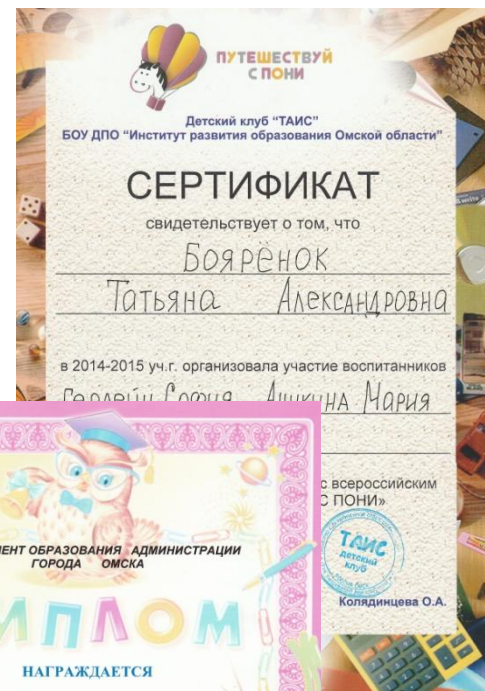 ПУТЕШЕСТВУЙ
С ПОНИ
Детский клуб "ТАИС"
БОУ ДПО "Институт развития образования Омской области"
СЕРТИФИКАТ
свидетельствует о том, что
Боярёнок
Татьяна Александровна
в 2014-2015 уч.г. организовала участие воспитанников
София Мария
с всероссийским
С ПОНИ»
ТАИС
детский
клуб
Колядинцева О.А.
ОБРАЗОВАНИЯ АДМИНИСТРАЦИИ
ГОРОДА ОМСКА
ИПЛОМ
НАГРАЖДАЕТСЯ